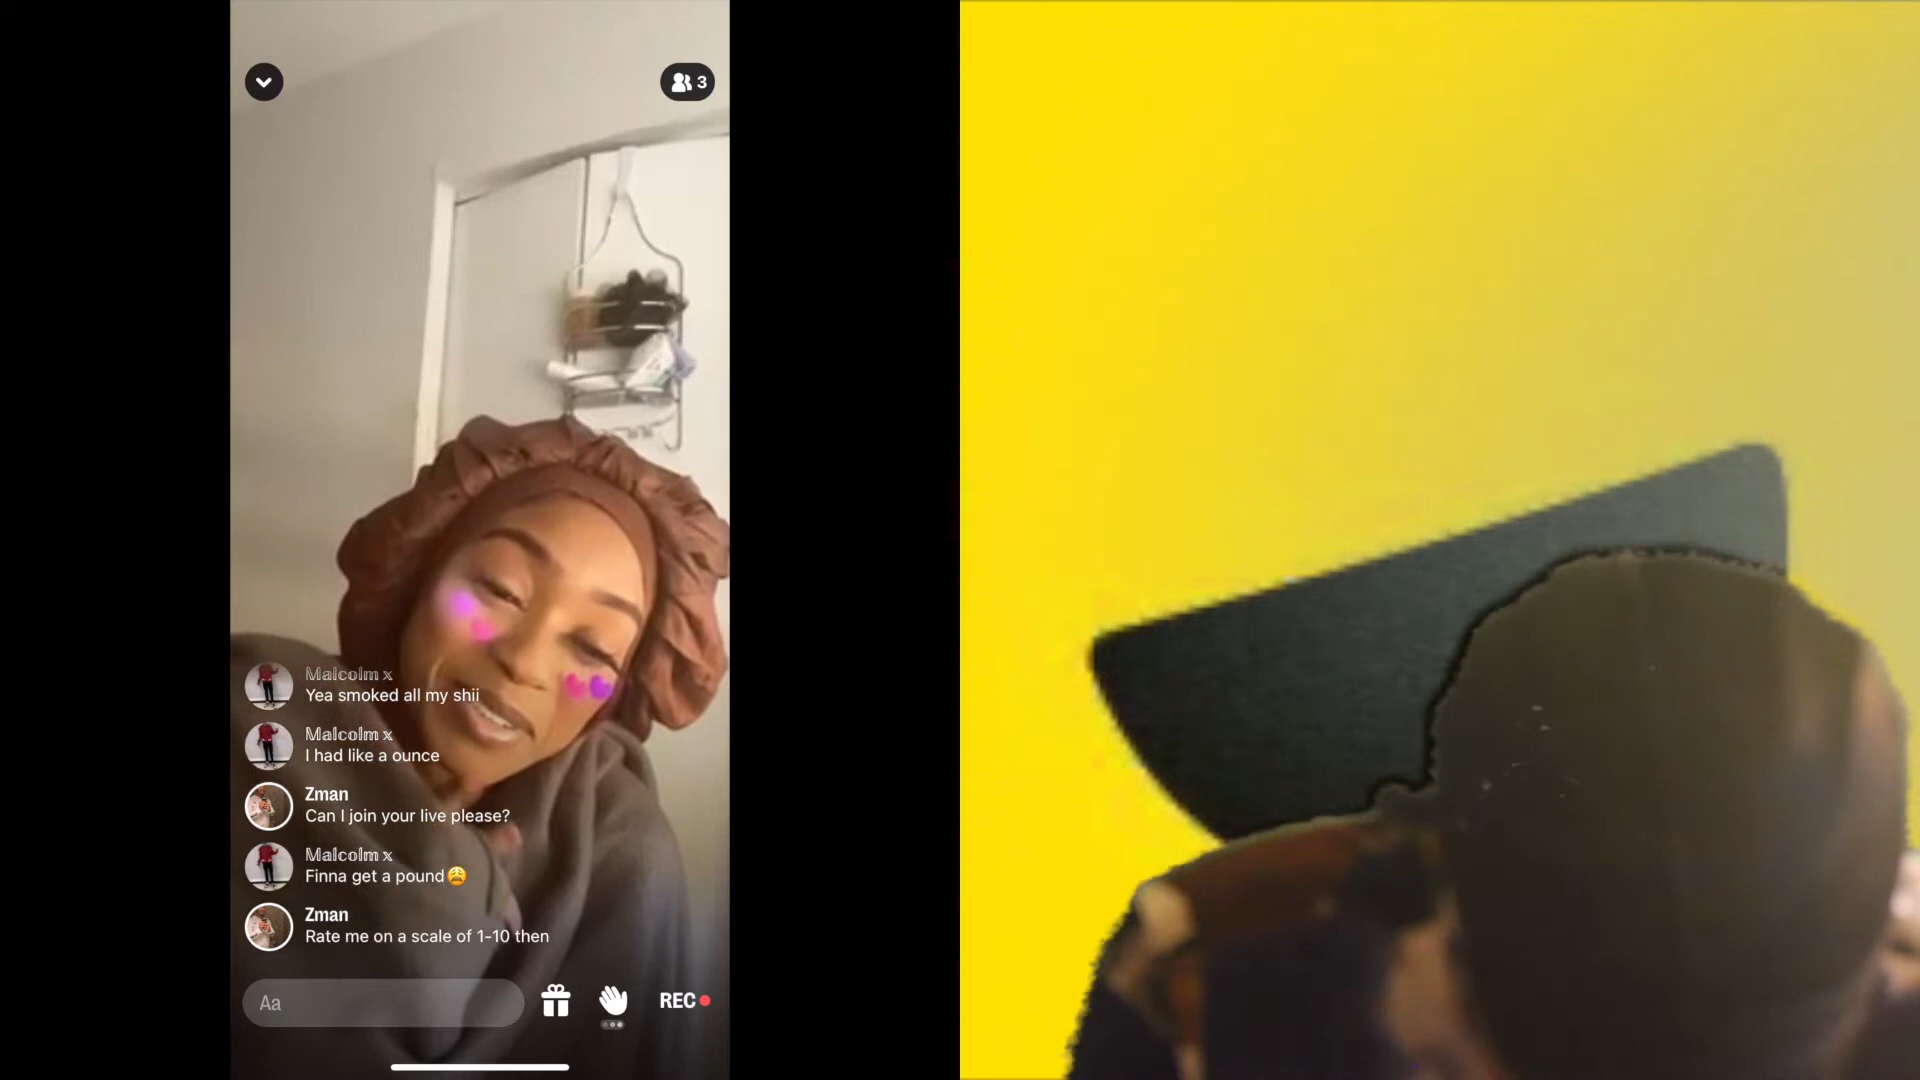 3
Malcolm x
Yea smoked all my shii
Malcolm x
I had like a ounce
Zman
Can I join your live please?
Malcolm x
Finna get a pound😩
Zman
Rate me on a scale of 1-10 then
Aa
REC